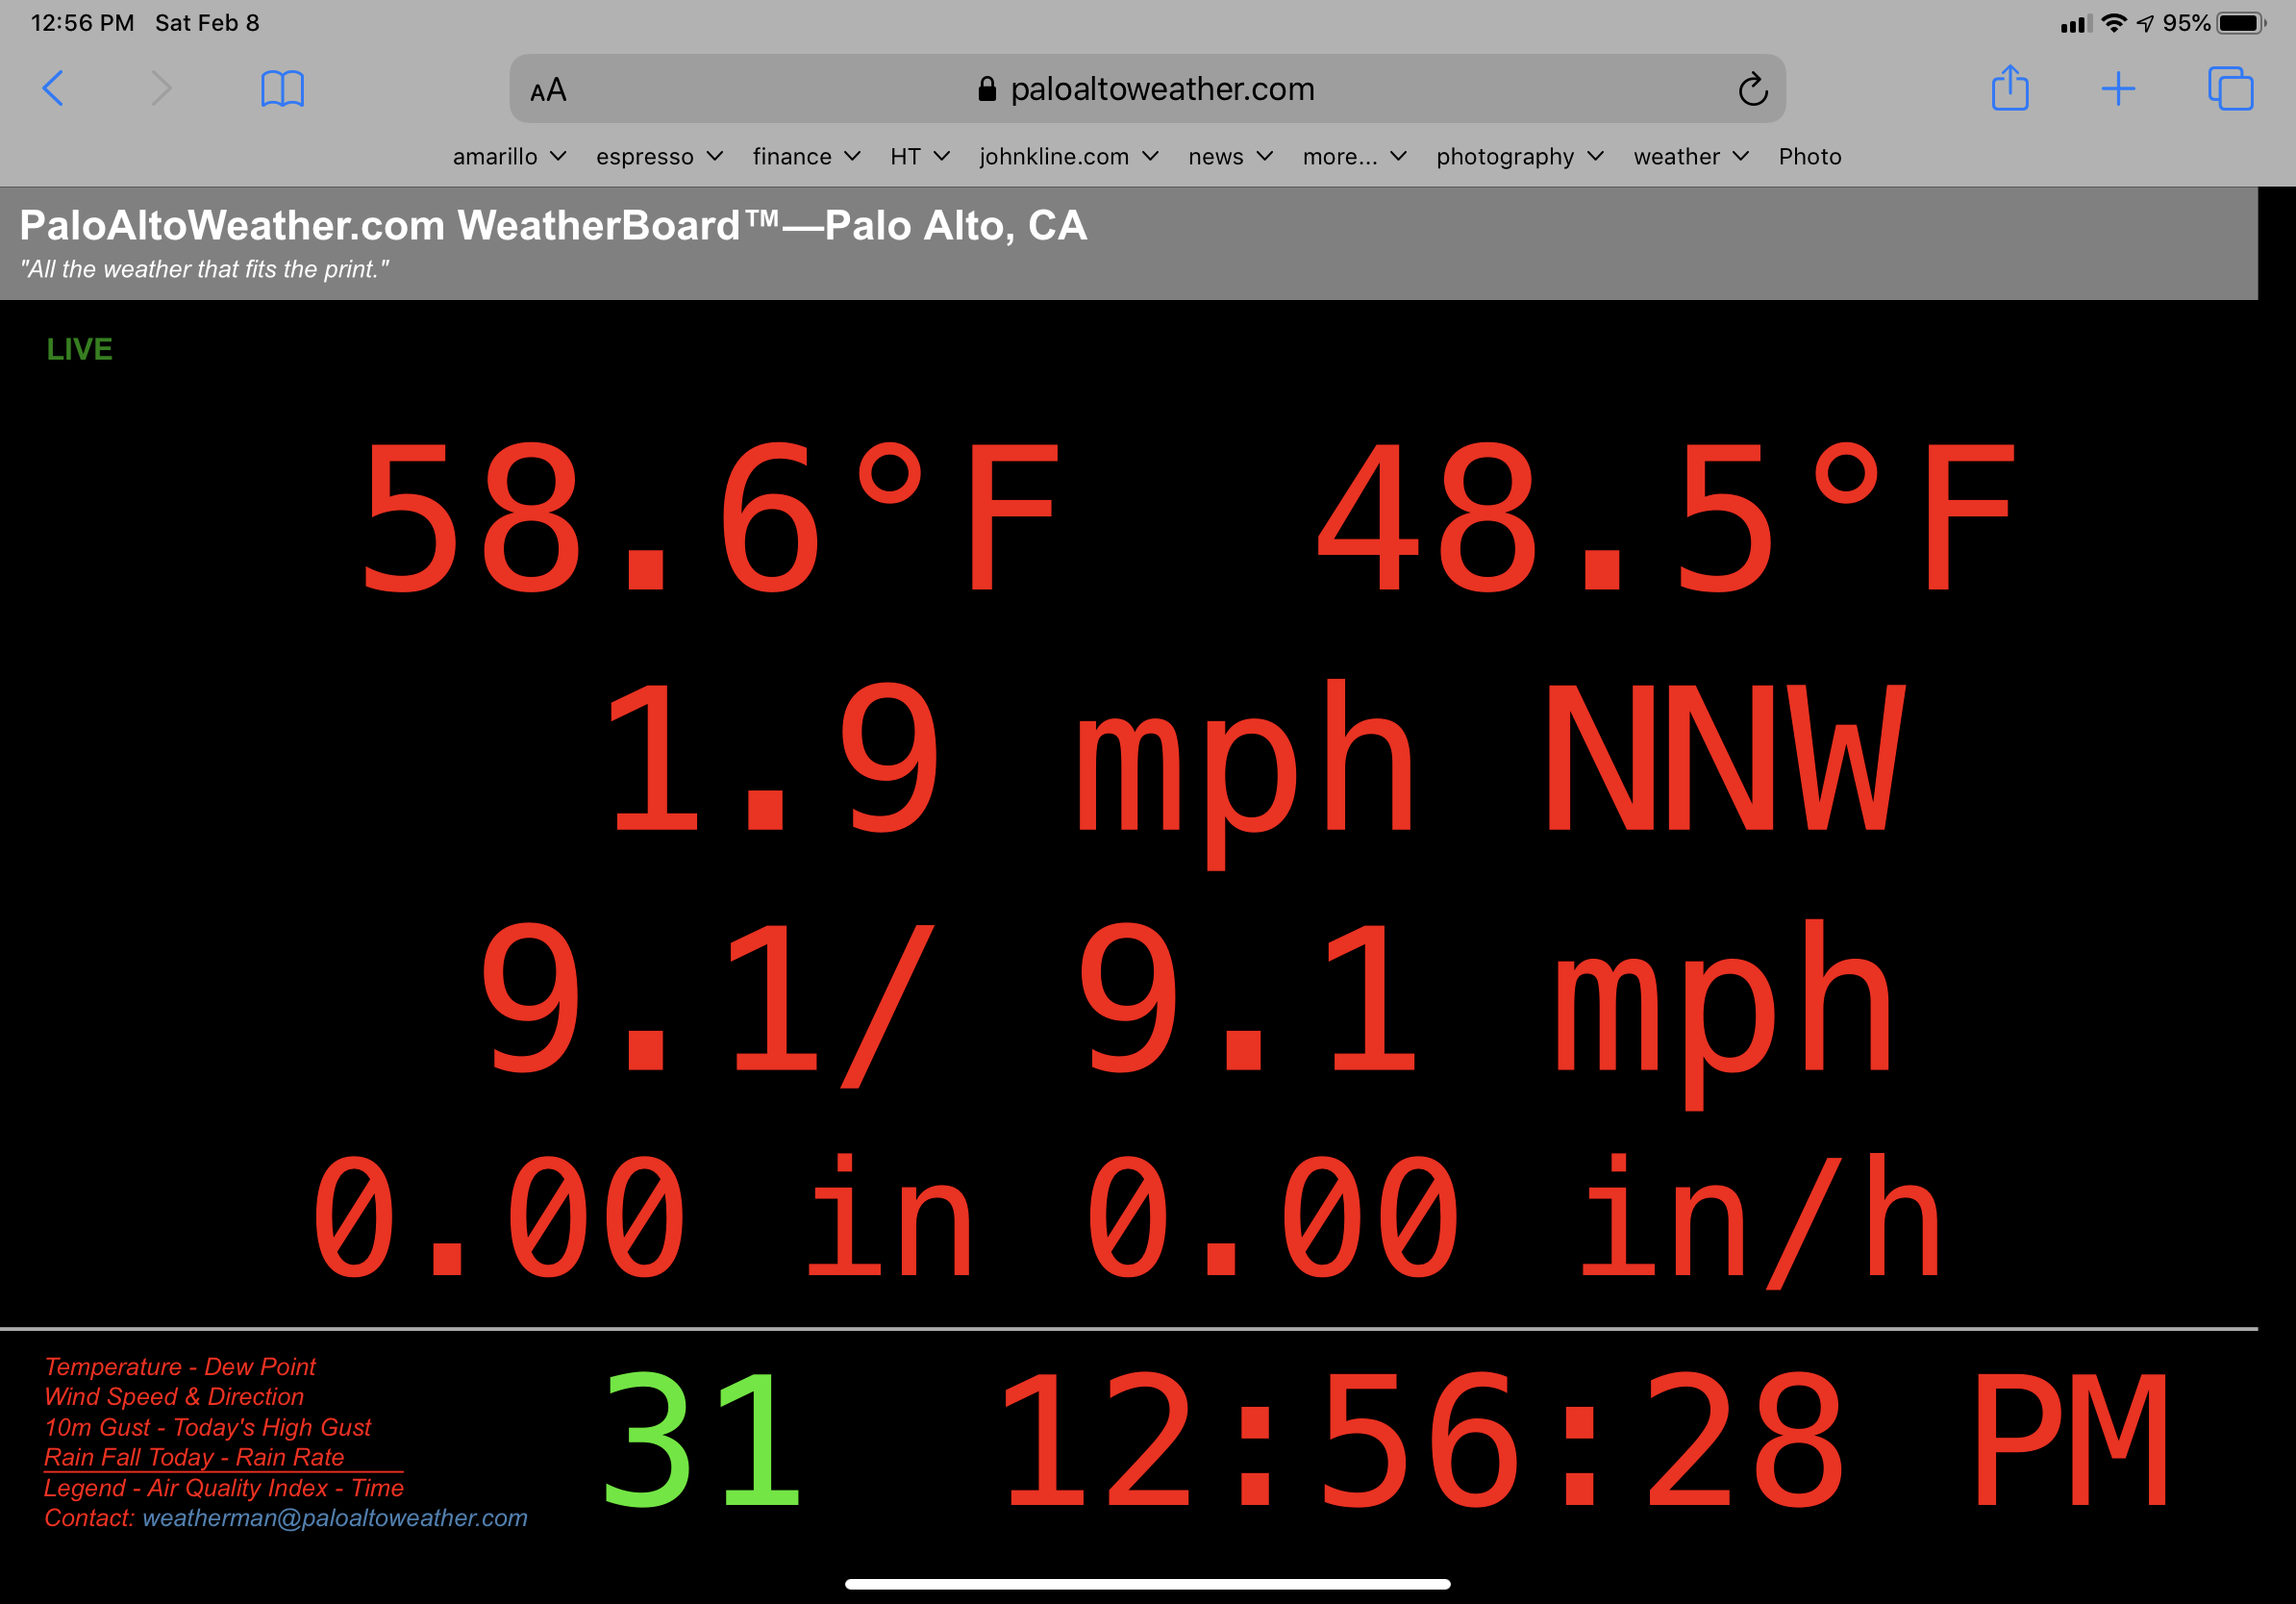 12:56 PM Sat Feb 8 95%
AA paloaltoweather.com
amarillo espresso finance HT johnkline.com news more... photography weather Photo
PaloAltoWeather.com WeatherBoard™—Palo Alto, CA
"All the weather that fits the print."
LIVE
58.6°F 48.5°F
1.9 mph NNW
9.1/ 9.1 mph
0.00 in 0.00 in/h
Temperature - Dew Point
Wind Speed & Direction
10m Gust - Today's High Gust
Rain Fall Today - Rain Rate
Legend - Air Quality Index - Time
Contact: weatherman@paloaltoweather.com
31 12:56:28 PM